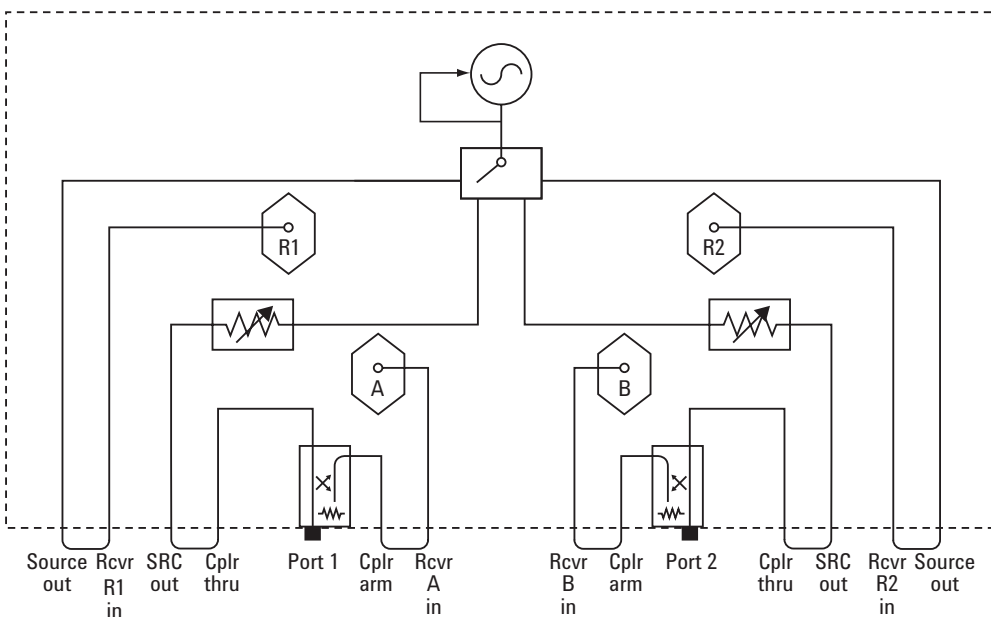 R1
R2
A
B
Source out
Rcvr R1 in
SRC out
Cplr thru
Port 1
Cplr arm
Rcvr A in
Rcvr B in
Cplr arm
Port 2
Cplr thru
SRC out
Rcvr R2 in
Source out